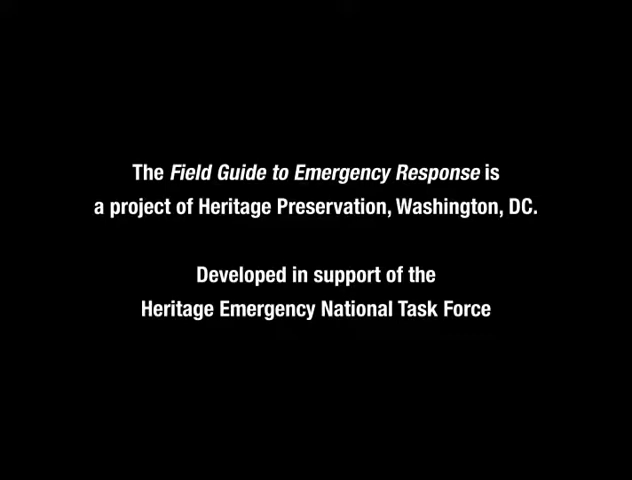 The Field Guide to Emergency Response is
a project of Heritage Preservation, Washington, DC.
Developed in support of the
Heritage Emergency National Task Force